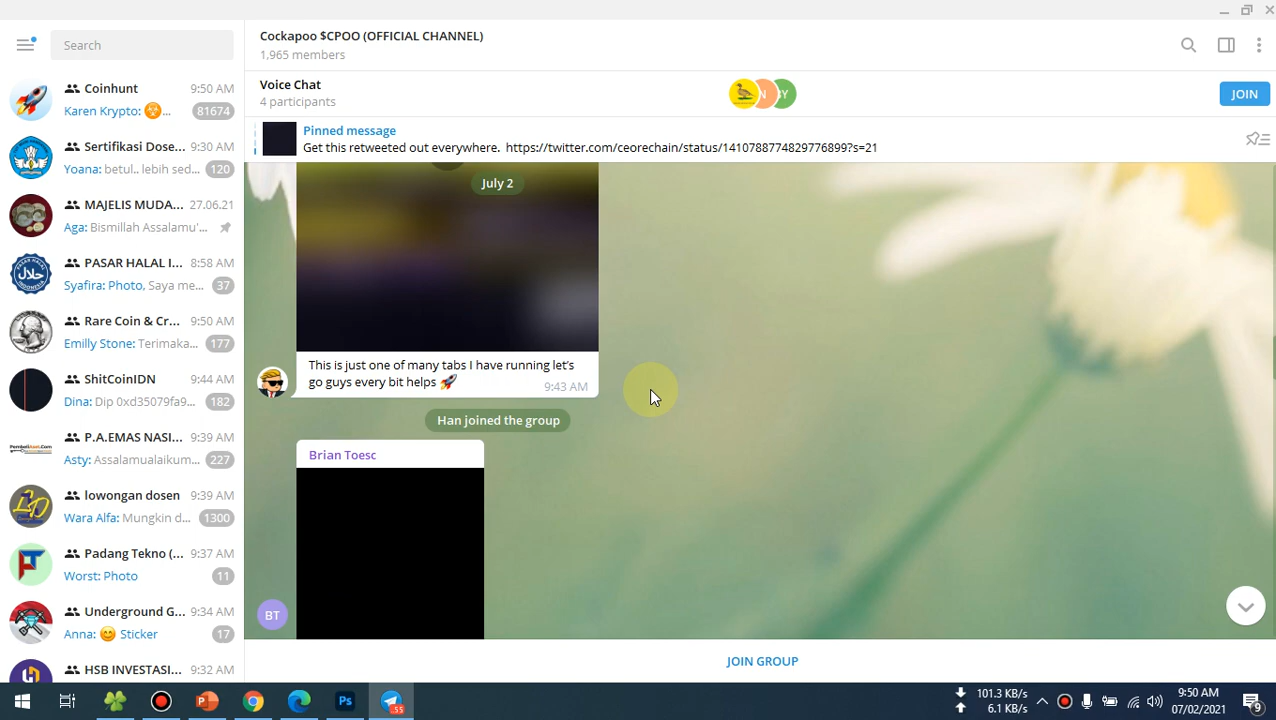 Search
Coinhunt 9:50 AM
Karen Krypto: ☣️... 81674
Sertifikasi Dose... 9:30 AM
Yoana: betul.. lebih sed... 120
MAJELIS MUDA... 27.06.21
Aga: Bismillah Assalamu'...
PASAR HALAL I... 8:58 AM
Syafira: Photo, Saya me... 37
Rare Coin & Cr... 9:50 AM
Emilly Stone: Terimaka... 177
ShitCoinIDN 9:44 AM
Dina: Dip 0xd35079fa9... 182
P.A.EMAS NASI... 9:39 AM
Asty: Assalamualaikum... 227
lowongan dosen 9:39 AM
Wara Alfa: Mungkin d... 1300
Padang Tekno (... 9:37 AM
Worst: Photo 11
Underground G... 9:34 AM
Anna: 😊 Sticker 17
HSB INVESTASI... 9:32 AM
Cockapoo $CPOO (OFFICIAL CHANNEL)
1,965 members
Voice Chat
4 participants
N
BY
JOIN
Pinned message
Get this retweeted out everywhere. https://twitter.com/ceorechain/status/1410788774829776899?s=21
July 2
This is just one of many tabs I have running let's
go guys every bit helps 🚀 9:43 AM
Han joined the group
Brian Toesc
BT
JOIN GROUP
Ps
55
101.3 KB/s
6.1 KB/s
9:50 AM
07/02/2021
9